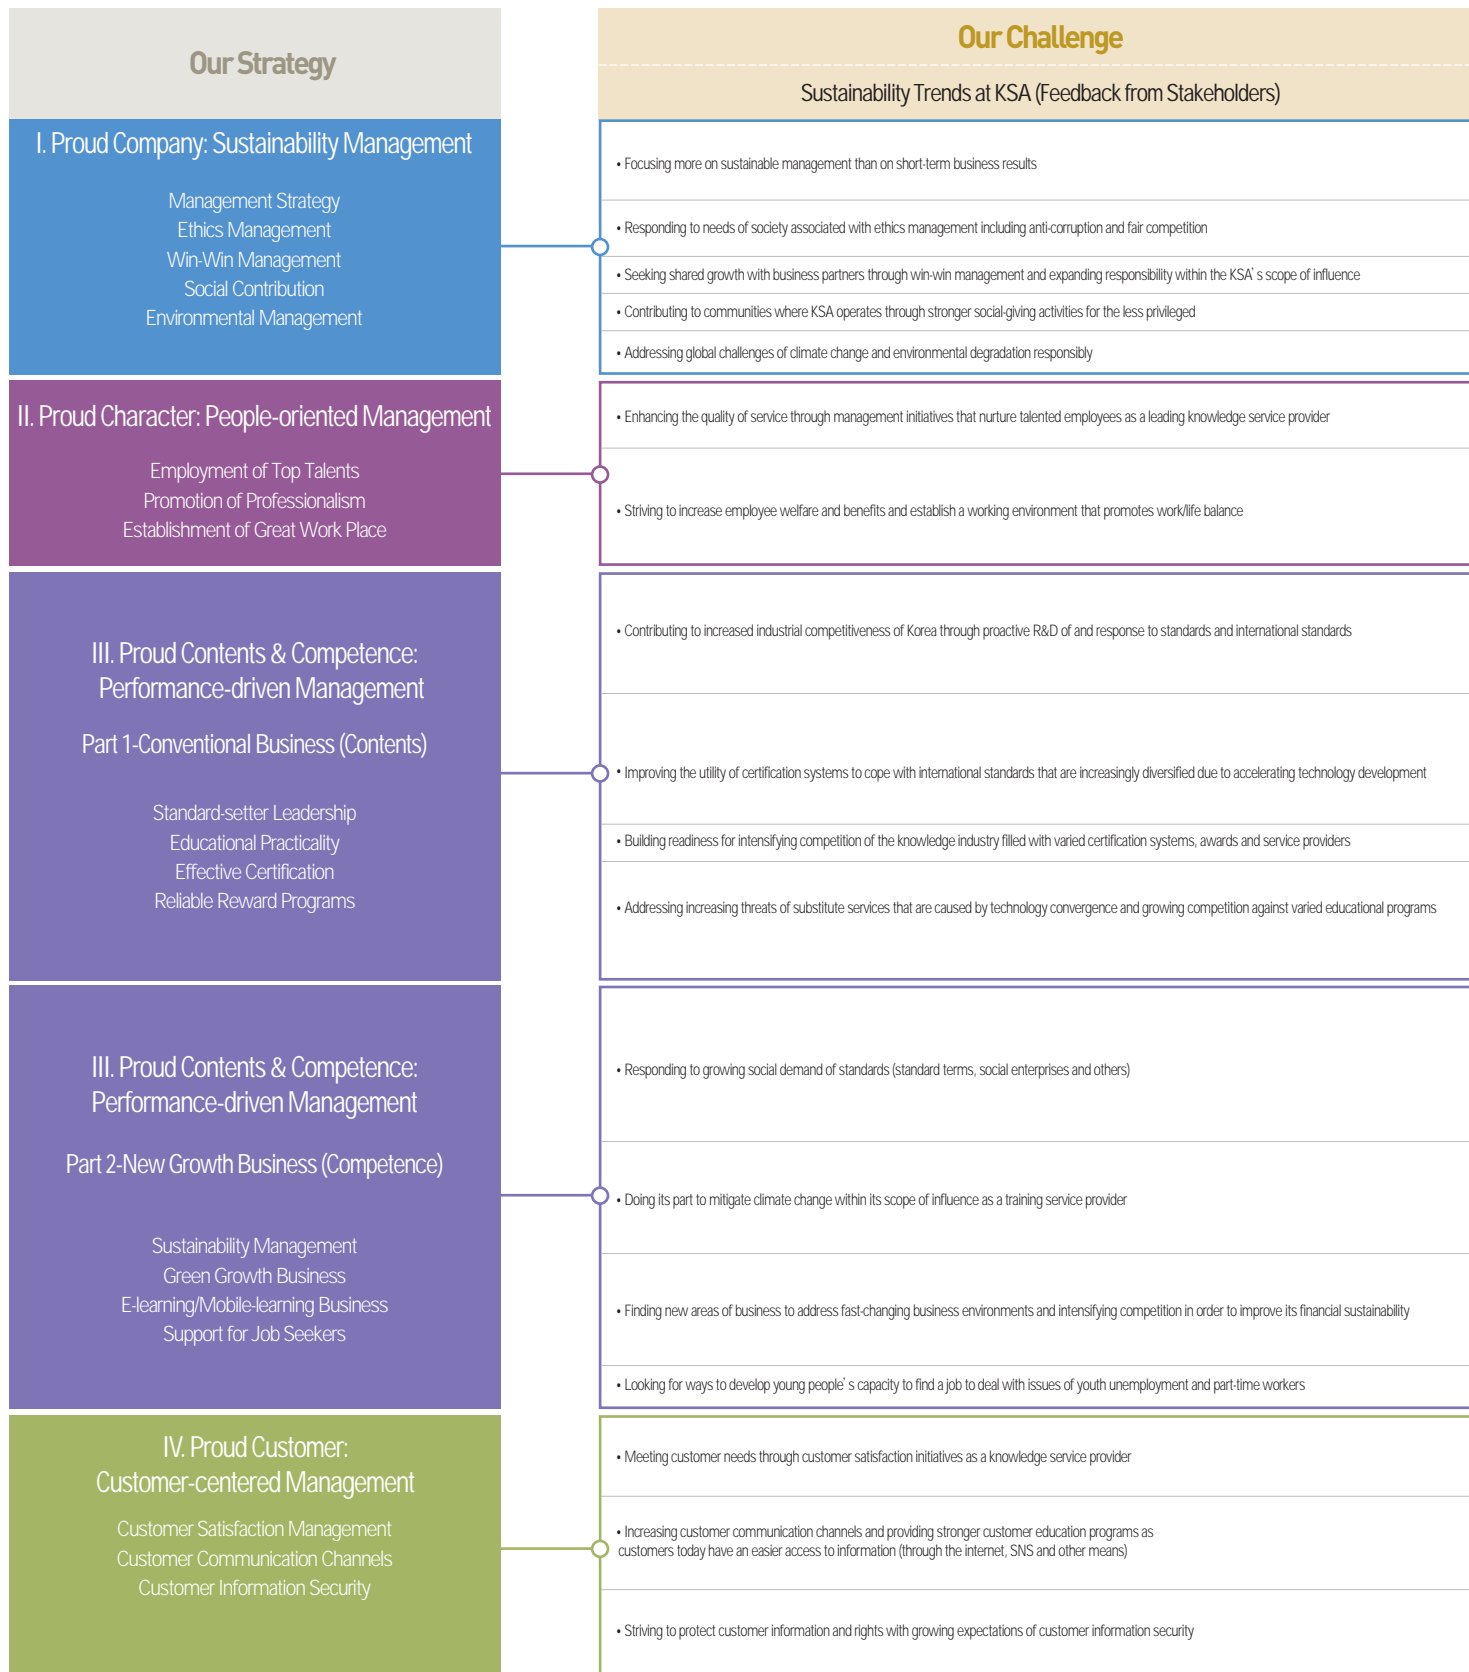 Our Strategy
Our Challenge
Sustainability Trends at KSA (Feedback from Stakeholders)
I. Proud Company: Sustainability Management
Management Strategy
Ethics Management
Win-Win Management
Social Contribution
Environmental Management
• Focusing more on sustainable management than on short-term business results
• Responding to needs of society associated with ethics management including anti-corruption and fair competition
• Seeking shared growth with business partners through win-win management and expanding responsibility within the KSA's scope of influence
• Contributing to communities where KSA operates through stronger social-giving activities for the less privileged
• Addressing global challenges of climate change and environmental degradation responsibly
II. Proud Character: People-oriented Management
Employment of Top Talents
Promotion of Professionalism
Establishment of Great Work Place
• Enhancing the quality of service through management initiatives that nurture talented employees as a leading knowledge service provider
• Striving to increase employee welfare and benefits and establish a working environment that promotes work/life balance
III. Proud Contents & Competence:
Performance-driven Management
Part 1-Conventional Business (Contents)
Standard-setter Leadership
Educational Practicality
Effective Certification
Reliable Reward Programs
• Contributing to increased industrial competitiveness of Korea through proactive R&D of and response to standards and international standards
• Improving the utility of certification systems to cope with international standards that are increasingly diversified due to accelerating technology development
• Building readiness for intensifying competition of the knowledge industry filled with varied certification systems, awards and service providers
• Addressing increasing threats of substitute services that are caused by technology convergence and growing competition against varied educational programs
III. Proud Contents & Competence:
Performance-driven Management
Part 2-New Growth Business (Competence)
Sustainability Management
Green Growth Business
E-learning/Mobile-learning Business
Support for Job Seekers
• Responding to growing social demand of standards (standard terms, social enterprises and others)
• Doing its part to mitigate climate change within its scope of influence as a training service provider
• Finding new areas of business to address fast-changing business environments and intensifying competition in order to improve its financial sustainability
• Looking for ways to develop young people's capacity to find a job to deal with issues of youth unemployment and part-time workers
IV. Proud Customer:
Customer-centered Management
Customer Satisfaction Management
Customer Communication Channels
Customer Information Security
• Meeting customer needs through customer satisfaction initiatives as a knowledge service provider
• Increasing customer communication channels and providing stronger customer education programs as
customers today have an easier access to information (through the internet, SNS and other means)
• Striving to protect customer information and rights with growing expectations of customer information security